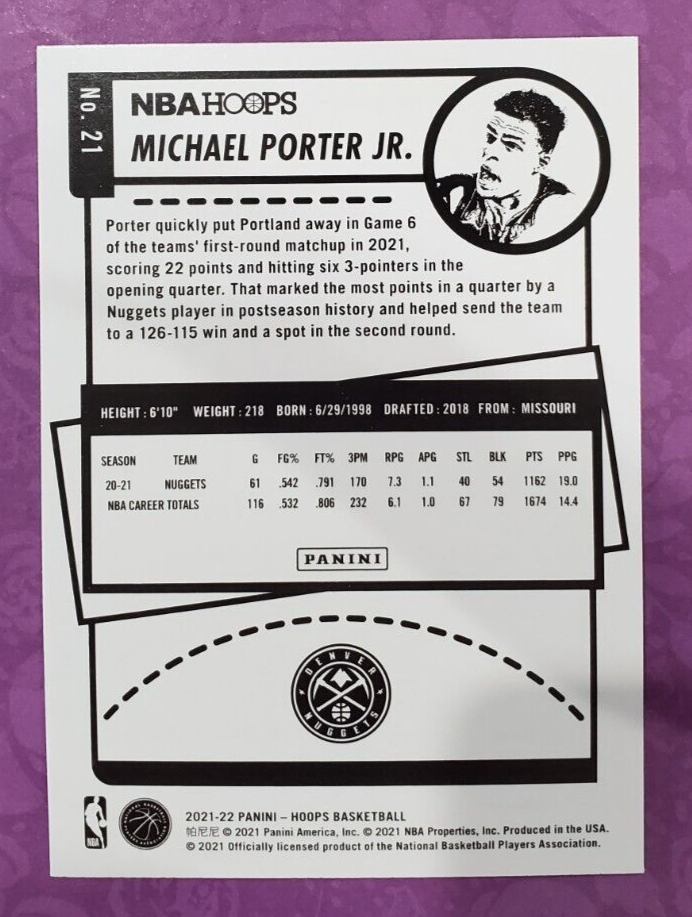 No. 21
NBA HOOPS
MICHAEL PORTER JR.
Porter quickly put Portland away in Game 6
of the teams' first-round matchup in 2021,
scoring 22 points and hitting six 3-pointers in the
opening quarter. That marked the most points in a quarter by a
Nuggets player in postseason history and helped send the team
to a 126-115 win and a spot in the second round.
HEIGHT: 6'10" WEIGHT: 218 BORN: 6/29/1998 DRAFTED: 2018 FROM: MISSOURI
SEASON TEAM G FG% FT% 3PM RPG APG STL BLK PTS PPG
20-21 NUGGETS 61 .542 .791 170 7.3 1.1 40 54 1162 19.0
NBA CAREER TOTALS 116 .532 .806 232 6.1 1.0 67 79 1674 14.4
PANINI
DENVER
NUGGETS
NBA
2021-22 PANINI – HOOPS BASKETBALL
帕尼尼 © 2021 Panini America, Inc. © 2021 NBA Properties, Inc. Produced in the USA.
© 2021 Officially licensed product of the National Basketball Players Association.